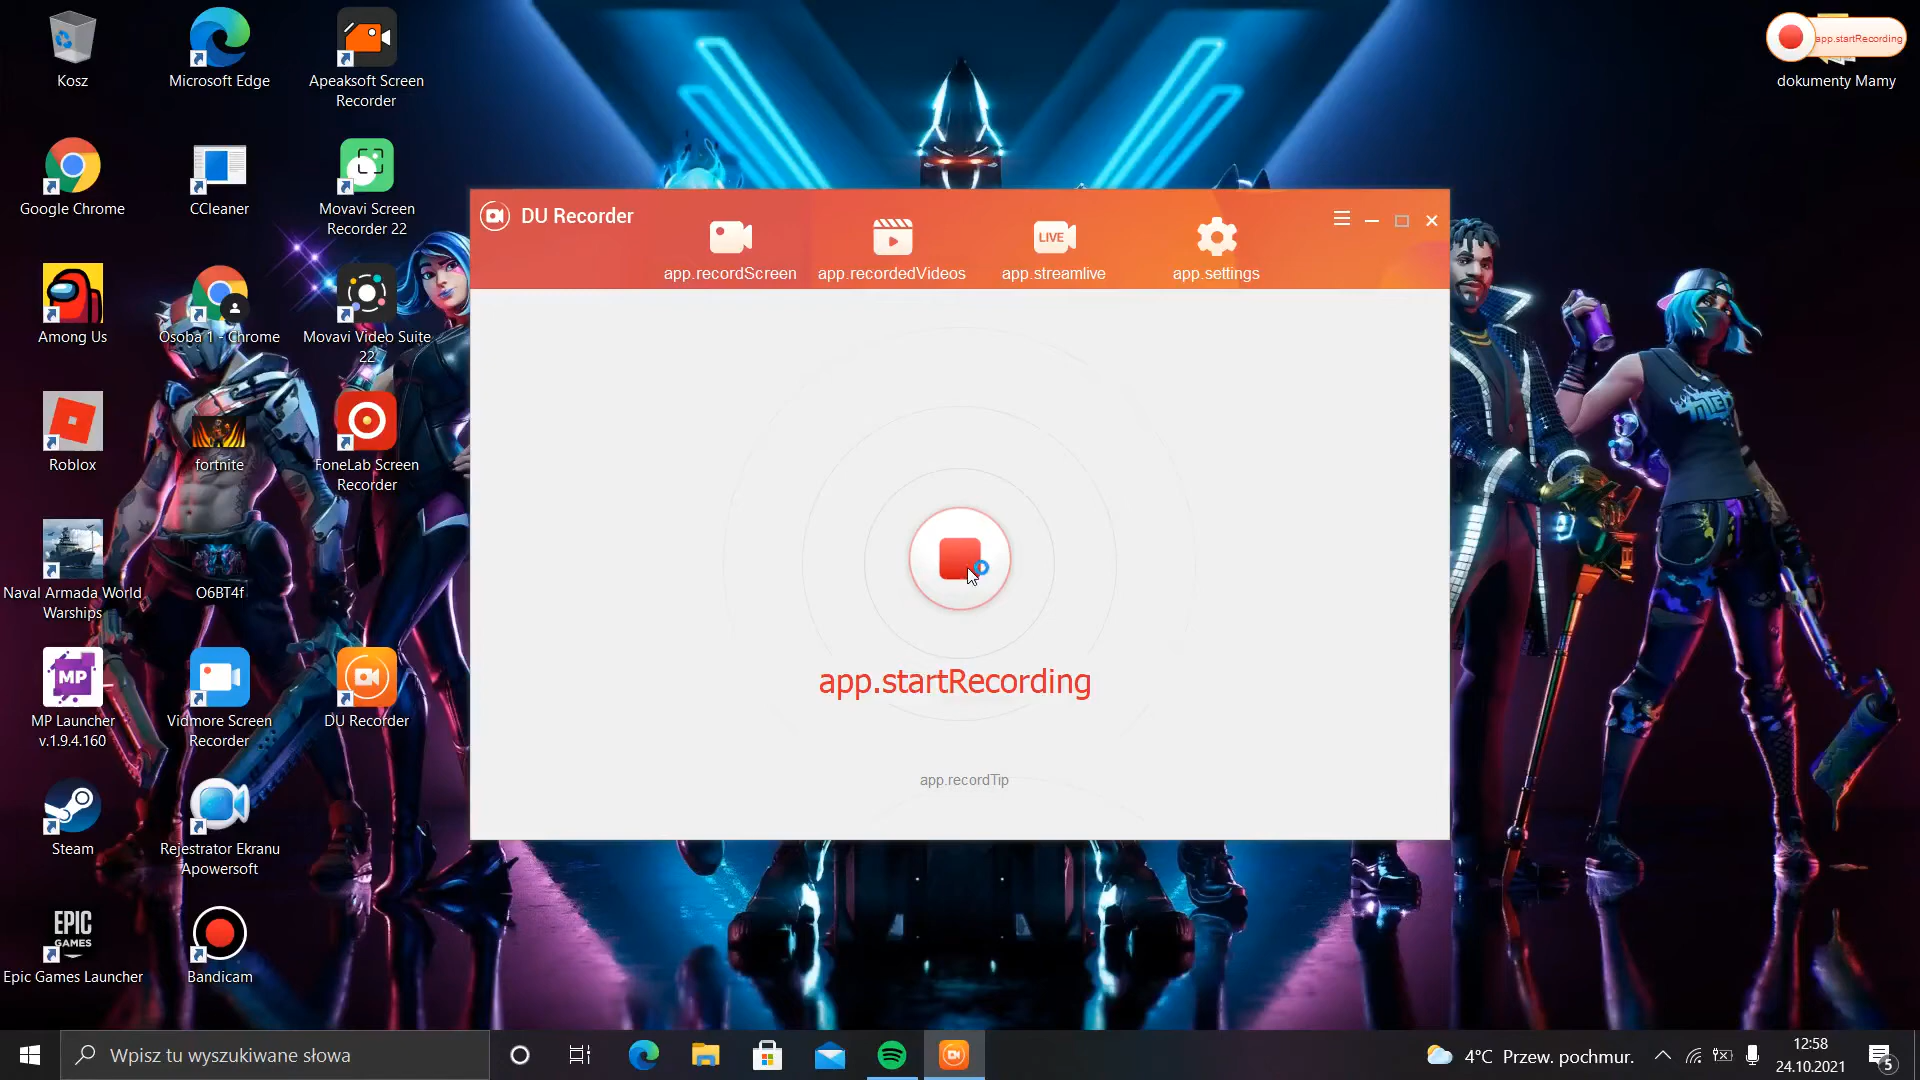 Kosz
Microsoft Edge
Apeaksoft Screen
Recorder
app.startRecording
dokumenty Mamy
Google Chrome
CCleaner
Movavi Screen
Recorder 22
DU Recorder
app.recordScreen
app.recordedVideos
LIVE
app.streamlive
app.settings
Among Us
Osoba 1 - Chrome
Movavi Video Suite
22
Roblox
fortnite
FoneLab Screen
Recorder
Naval Armada World
Warships
O6BT4f
app.startRecording
app.recordTip
MP
MP Launcher
v.1.9.4.160
Vidmore Screen
Recorder
DU Recorder
Steam
Rejestrator Ekranu
Apowersoft
EPIC
GAMES
Epic Games Launcher
Bandicam
Wpisz tu wyszukiwane słowa
4°C Przew. pochmur.
12:58
24.10.2021
5